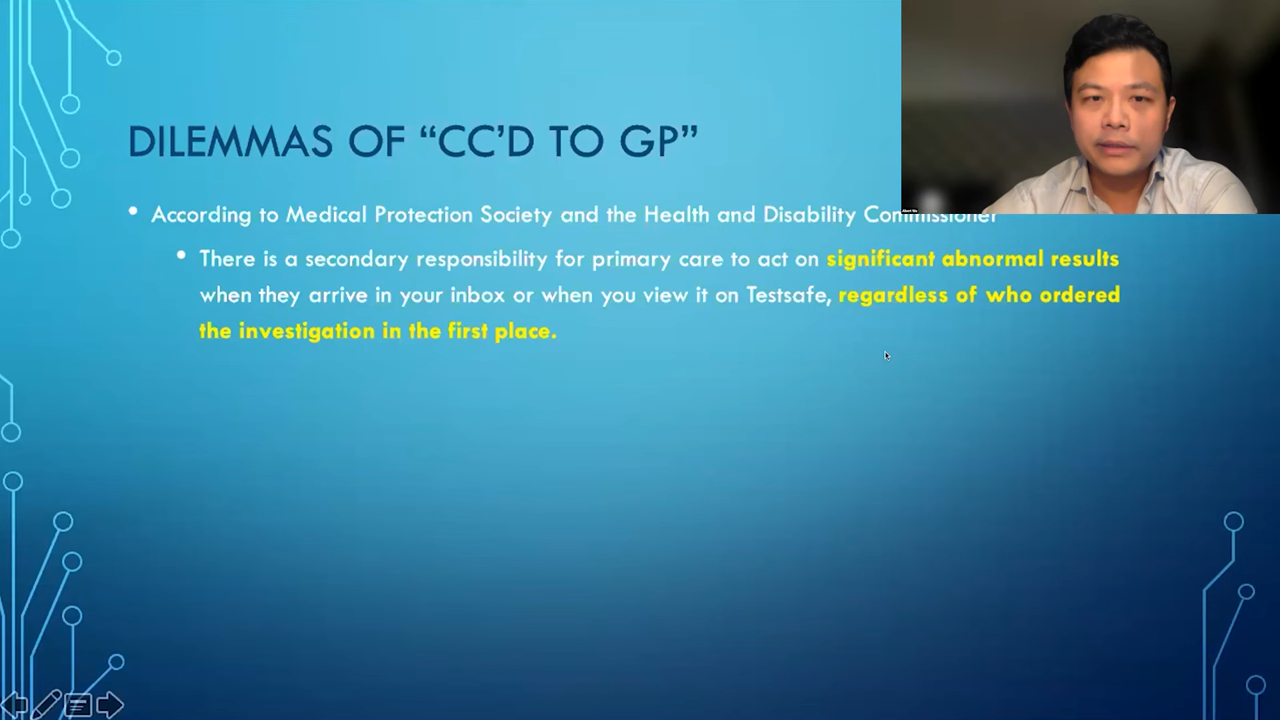 DILEMMAS OF “CC’D TO GP”
According to Medical Protection Society and the Health and Disability Commissioner
There is a secondary responsibility for primary care to act on significant abnormal results
when they arrive in your inbox or when you view it on Testsafe, regardless of who ordered
the investigation in the first place.